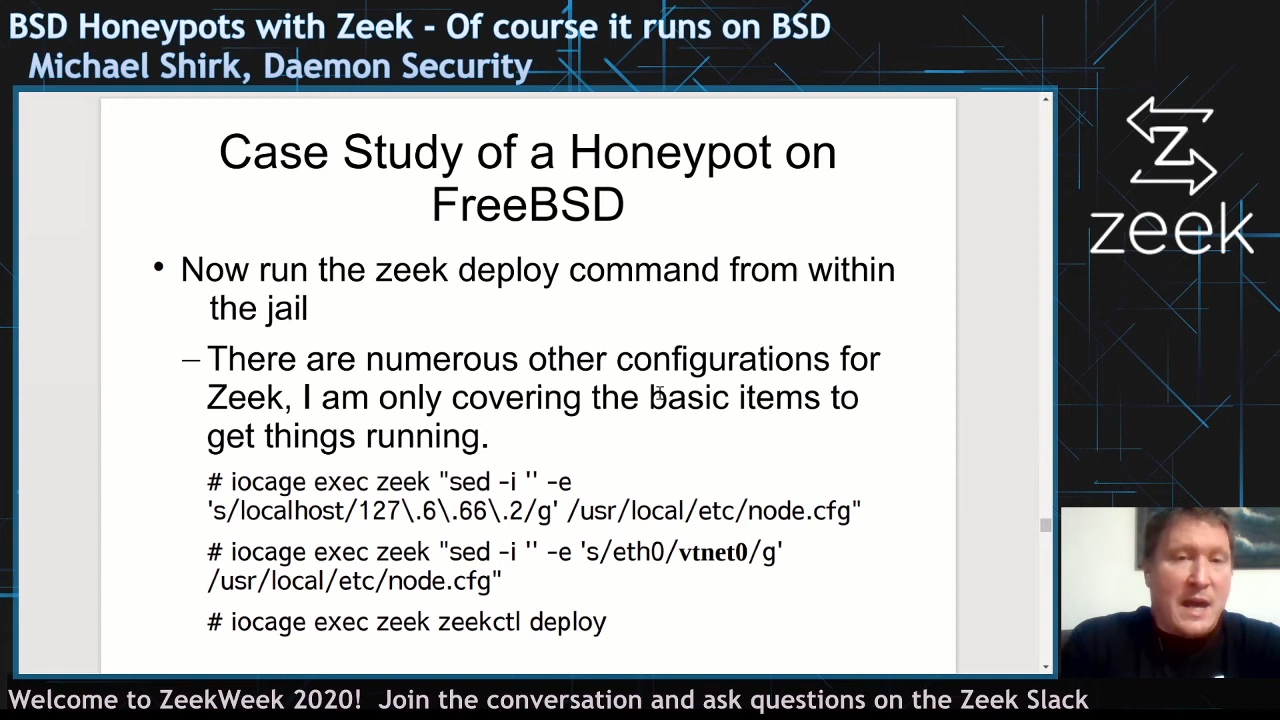 BSD Honeypots with Zeek - Of course it runs on BSD
Michael Shirk, Daemon Security
Case Study of a Honeypot on
FreeBSD
• Now run the zeek deploy command from within
the jail
– There are numerous other configurations for
Zeek, I am only covering the basic items to
get things running.
# iocage exec zeek "sed -i '' -e
's/localhost/127\.6\.66\.2/g' /usr/local/etc/node.cfg"
# iocage exec zeek "sed -i '' -e 's/eth0/vtnet0/g'
/usr/local/etc/node.cfg"
# iocage exec zeek zeekctl deploy
Z
zeek
Welcome to ZeekWeek 2020! Join the conversation and ask questions on the Zeek Slack